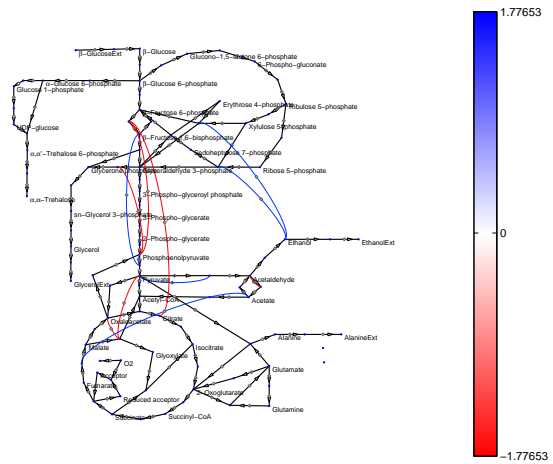 1.77653
β−GlucoseExt
β−Glucose
Glucono−1,5−lactone 6−phosphate
6−Phospho−gluconate
α−Glucose 6−phosphate
β−Glucose 6−phosphate
Glucose 1−phosphate
Erythrose 4−phosphate
Ribulose 5−phosphate
β−Fructose 6−phosphate
UDP−glucose
Xylulose 5−phosphate
β−Fructose 1,6−bisphosphate
α,α'−Trehalose 6−phosphate
Sedoheptulose 7−phosphate
Glycerone phosphate
Glyceraldehyde 3−phosphate
Ribose 5−phosphate
α,α−Trehalose
3−Phospho−glyceroyl phosphate
sn−Glycerol 3−phosphate
3−Phospho−glycerate
0
2−Phospho−glycerate
Ethanol
EthanolExt
Glycerol
Phosphoenolpyruvate
GlycerolExt
Pyruvate
Acetaldehyde
Acetyl−CoA
Acetate
Oxaloacetate
Citrate
Malate
Isocitrate
Alanine
AlanineExt
Glyoxylate
O2
Acceptor
Glutamate
Fumarate
2−Oxoglutarate
Reduced acceptor
Succinate
Succinyl−CoA
Glutamine
−1.77653